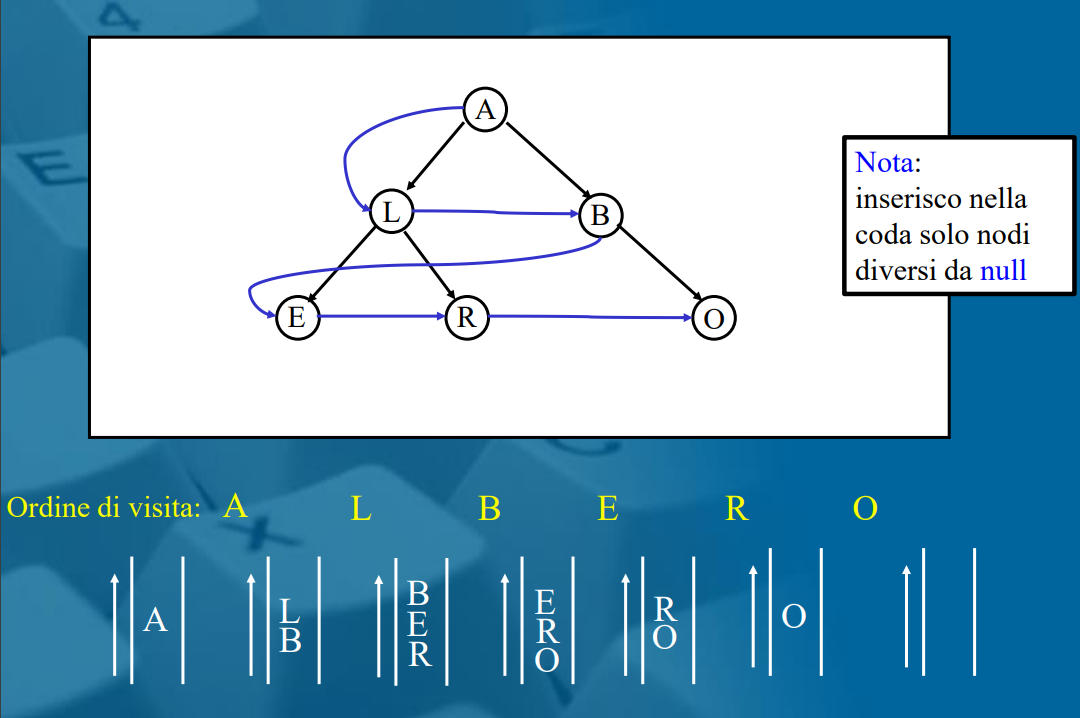 A
L
B
E
R
O
Nota:
inserisco nella
coda solo nodi
diversi da null
Ordine di visita: A L B E R O
A
L
B
B
E
R
E
R
O
R
O
O